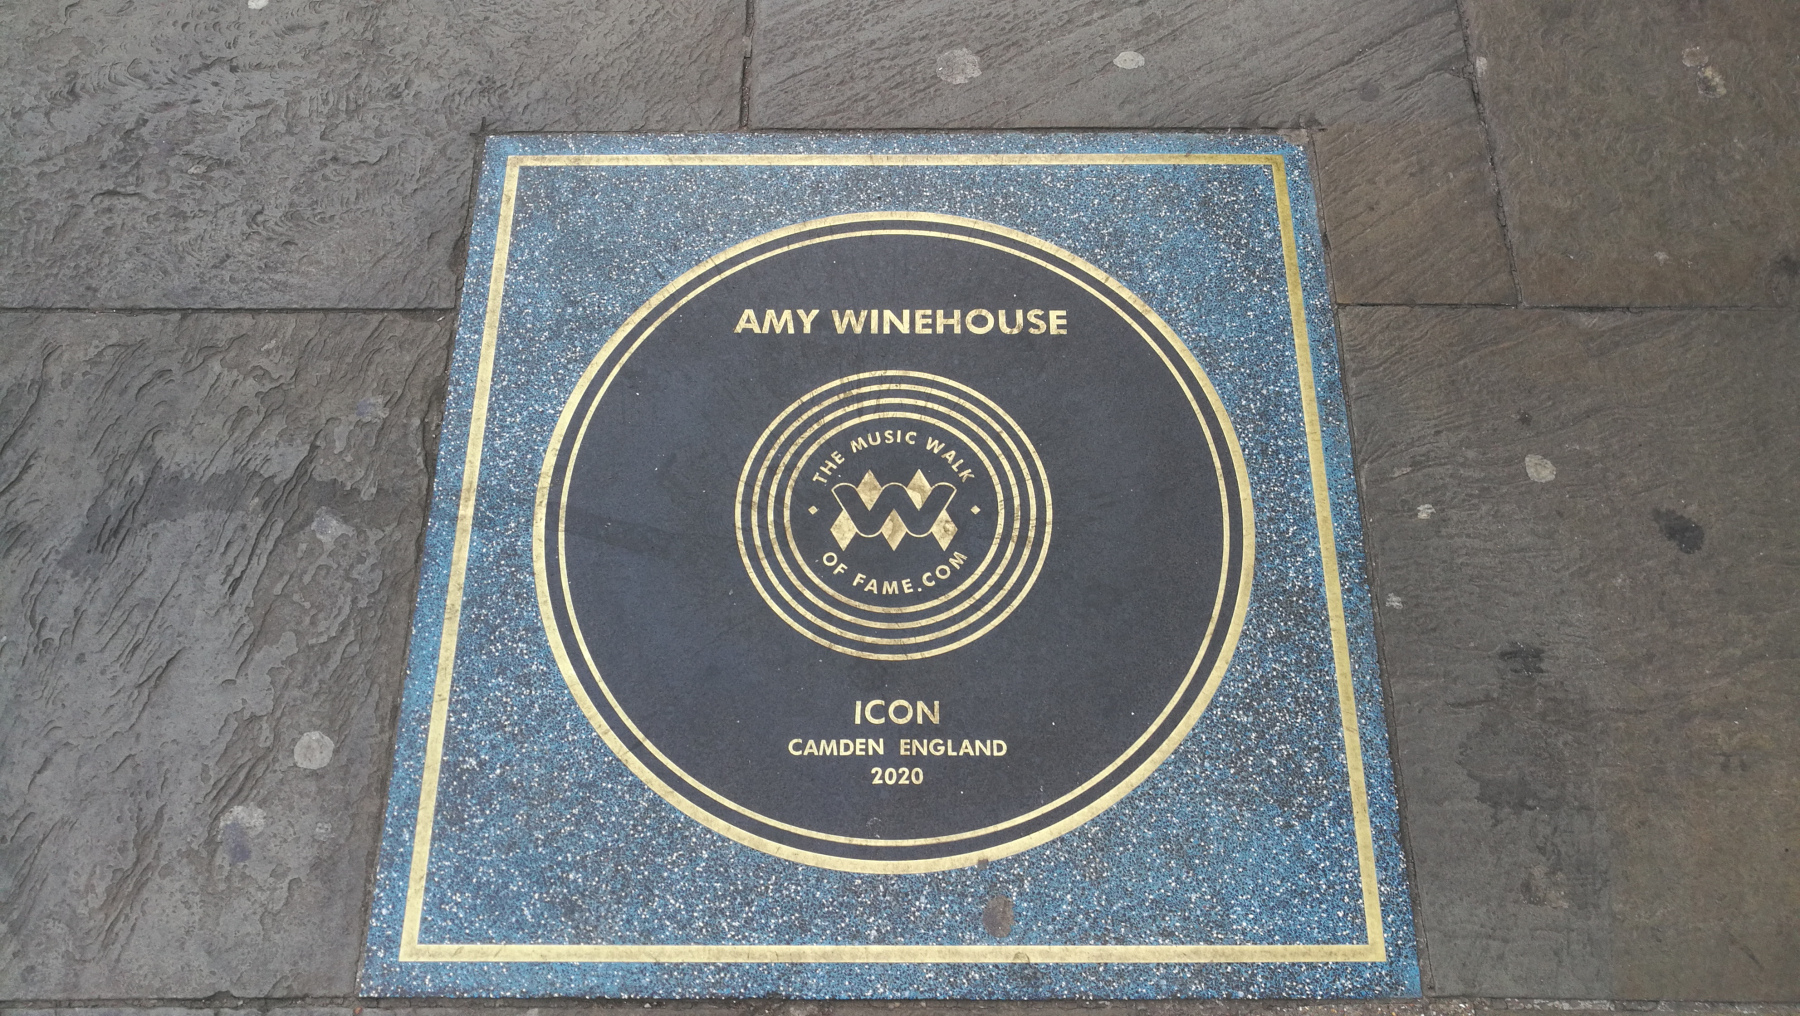 AMY WINEHOUSE
THE MUSIC WALK
OF FAME.COM
ICON
CAMDEN ENGLAND
2020